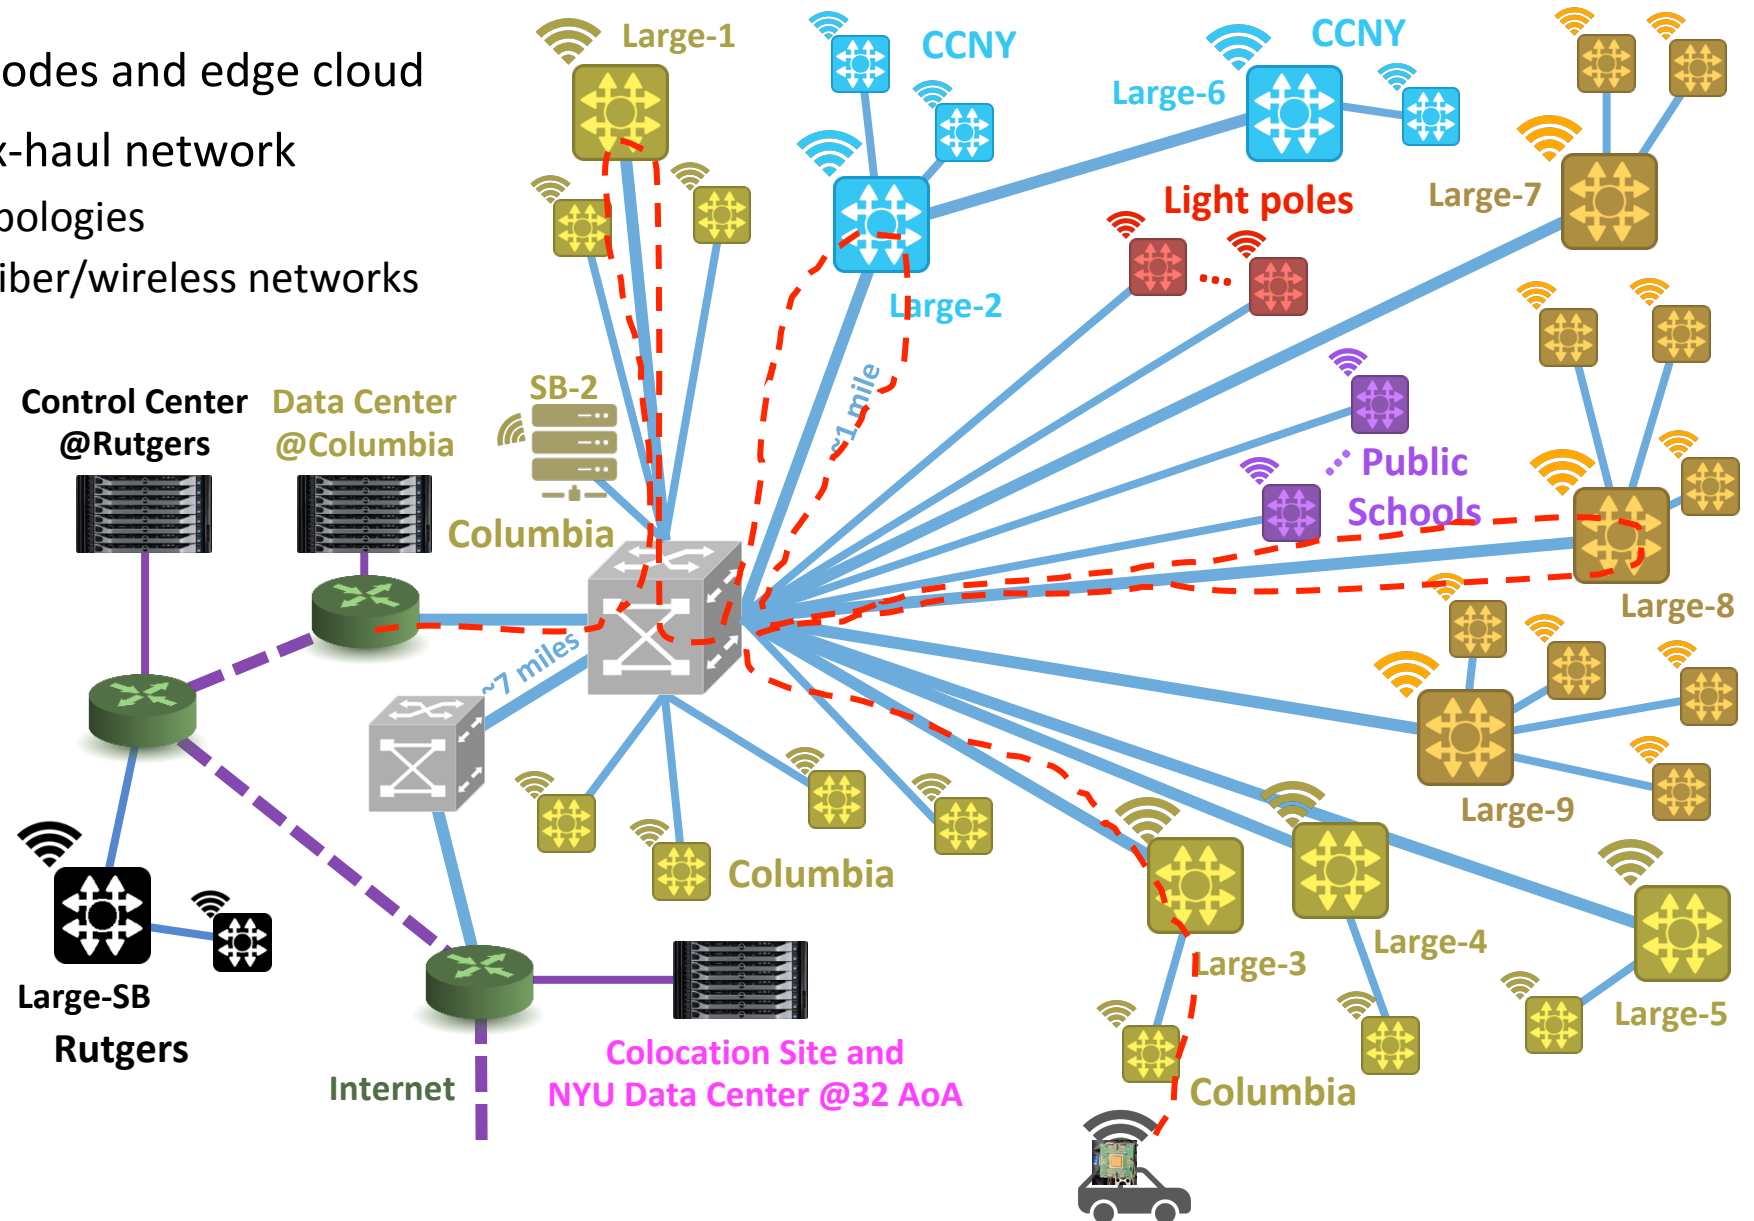 odes and edge cloud
x-haul network
pologies
iber/wireless networks
Large-1
CCNY
CCNY
Large-6
Large-7
Light poles
Large-2
~1 mile
SB-2
Control Center
@Rutgers
Data Center
@Columbia
Columbia
Public
Schools
Large-8
~7 miles
Large-9
Columbia
Large-3
Large-4
Large-5
Large-SB
Rutgers
Internet
Colocation Site and
NYU Data Center @32 AoA
Columbia